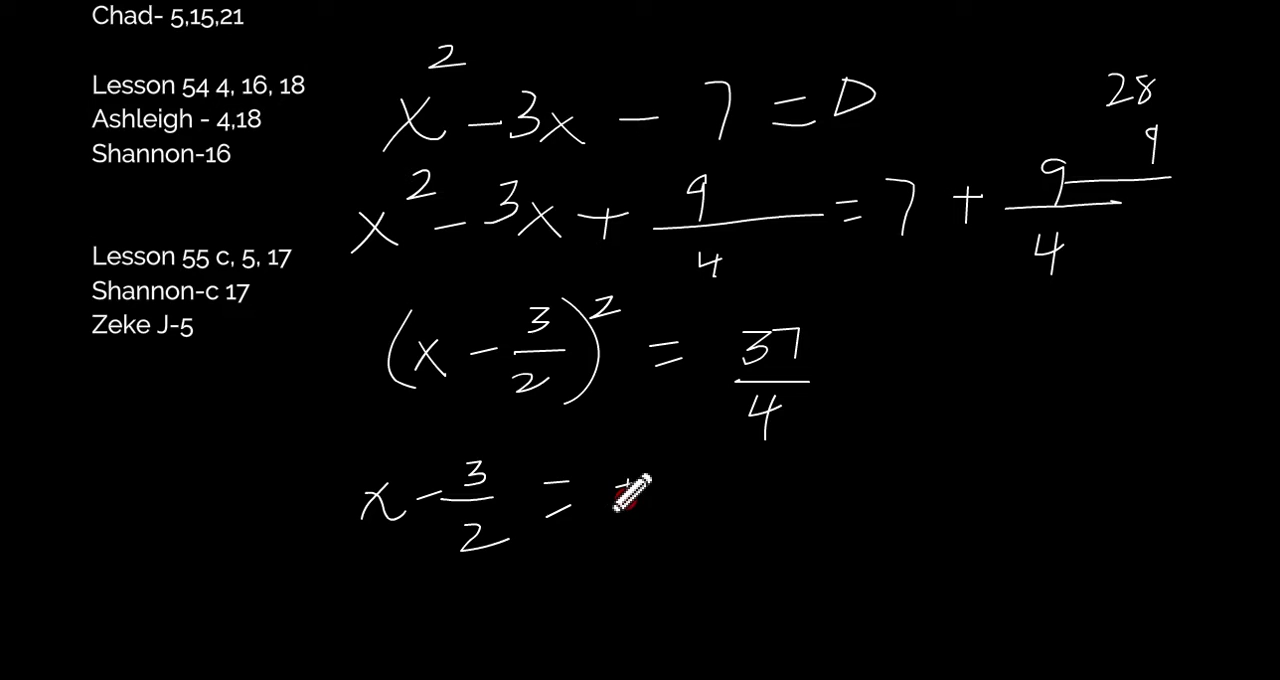 Chad- 5,15,21
Lesson 54 4, 16, 18
Ashleigh - 4,18
Shannon-16
Lesson 55 c, 5, 17
Shannon-c 17
Zeke J-5
x² - 3x - 7 = 0
x² - 3x + 9/4 = 7 + 9/4
28
9
(x - 3/2)² = 37/4
x - 3/2 =